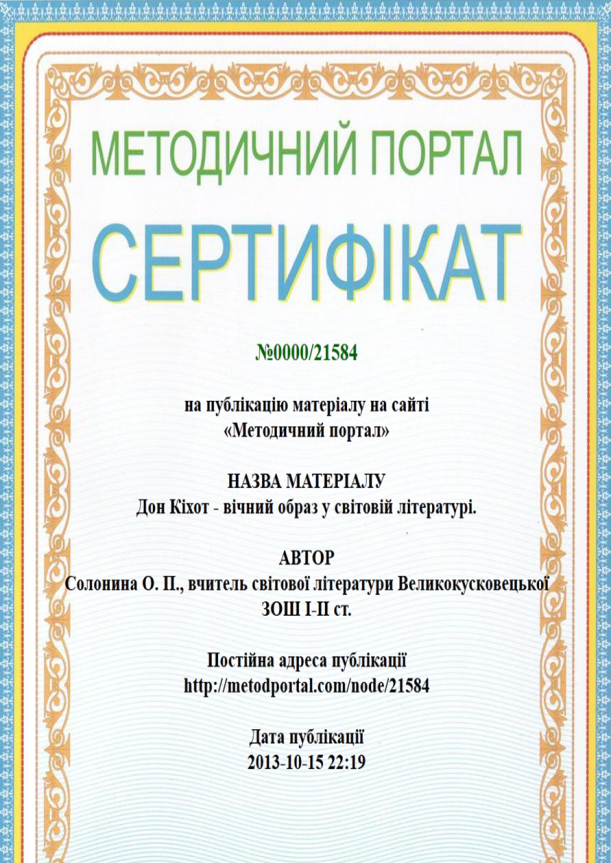 МЕТОДИЧНИЙ ПОРТАЛ
СЕРТИФІКАТ
№0000/21584
на публікацію матеріалу на сайті
«Методичний портал»
НАЗВА МАТЕРІАЛУ
Дон Кіхот - вічний образ у світовій літературі.
АВТОР
Солонина О. П., вчитель світової літератури Великокусковецької
ЗОШ І-ІІ ст.
Постійна адреса публікації
http://metodportal.com/node/21584
Дата публікації
2013-10-15 22:19